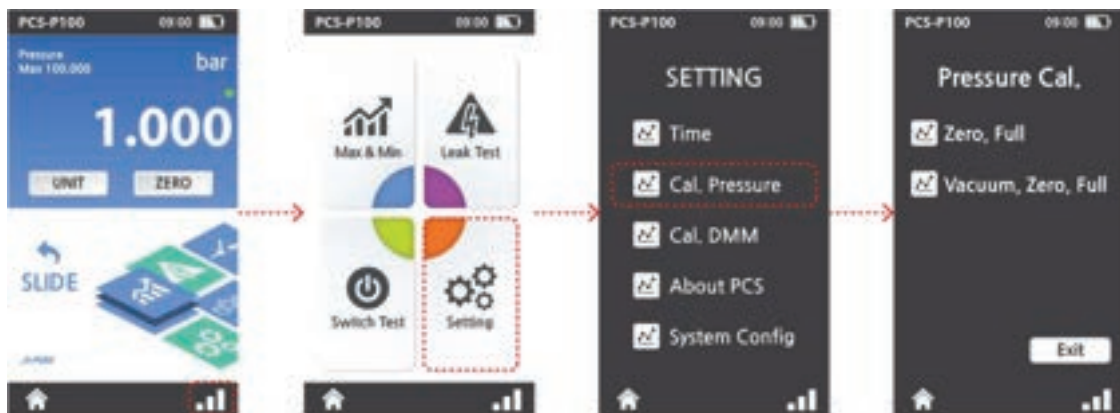 PCS-P100 09:00
Pressure
Max 100.000
bar
1.000
UNIT ZERO
SLIDE
PCS-P100 09:00
Max & Min Leak Test
Switch Test Setting
PCS-P100 09:00
SETTING
Time
Cal. Pressure
Cal. DMM
About PCS
System Config
PCS-P100 09:00
Pressure Cal.
Zero, Full
Vacuum, Zero, Full
Exit